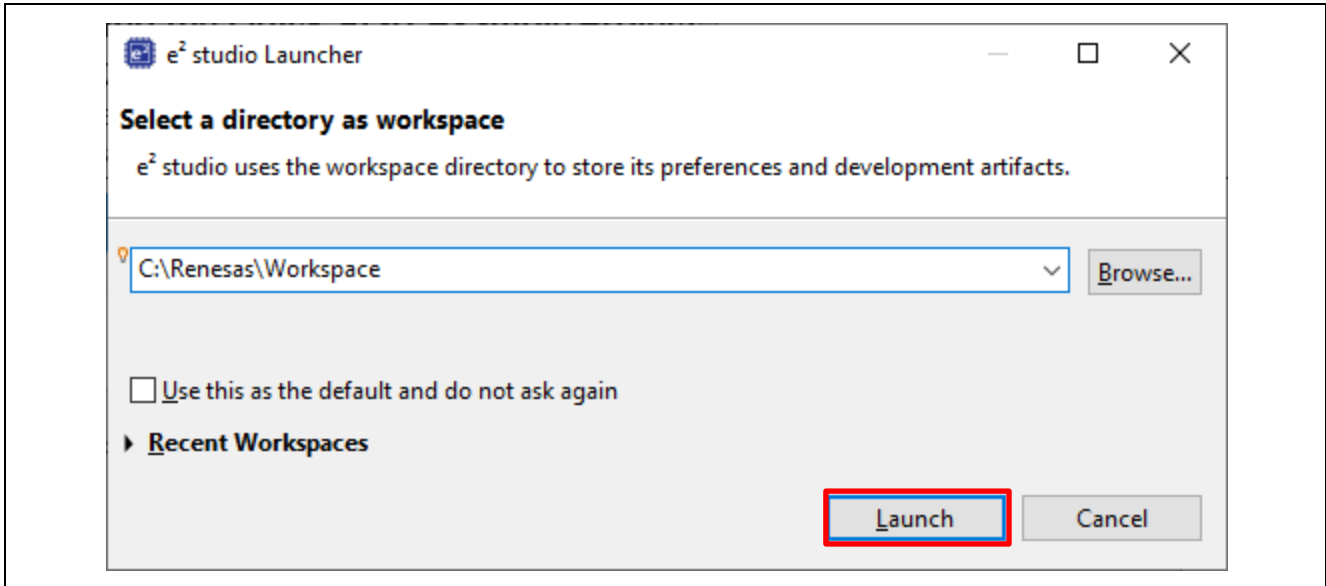 e² studio Launcher
Select a directory as workspace
e² studio uses the workspace directory to store its preferences and development artifacts.
C:\Renesas\Workspace
Browse...
Use this as the default and do not ask again
Recent Workspaces
Launch Cancel